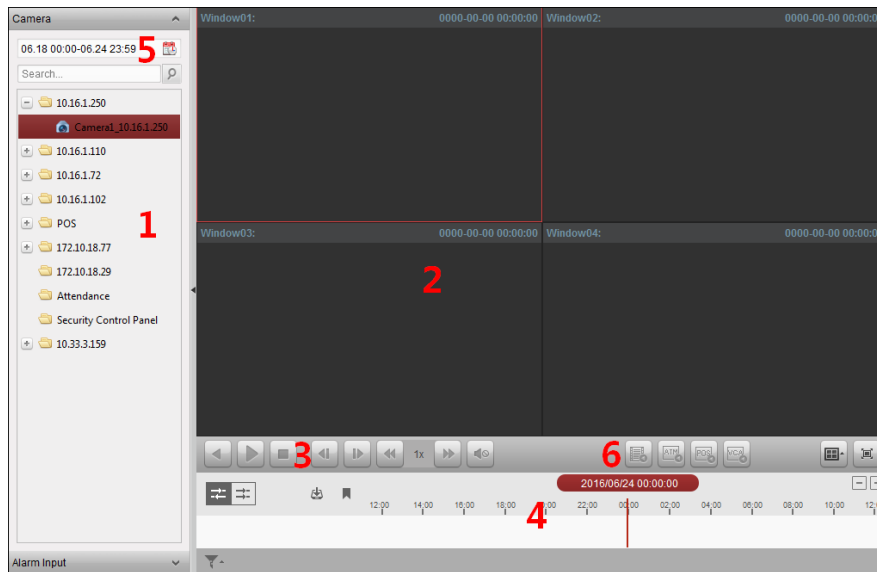 Camera
06.18 00:00-06.24 23:59
5
Search...
10.16.1.250
Camera1_10.16.1.250
10.16.1.110
10.16.1.72
10.16.1.102
POS
1
172.10.18.77
172.10.18.29
Attendance
Security Control Panel
10.33.3.159
Alarm Input
Window01: 0000-00-00 00:00:00
Window02: 0000-00-00 00:00:0
Window03: 0000-00-00 00:00:00
Window04: 0000-00-00 00:00:0
2
3
1x
6
ATM
POS
VCA
2016/06/24 00:00:00
12:00 14:00 16:00 18:00 :00 22:00 00:00 02:00 04:00 06:00 08:00 10:00 12:
4